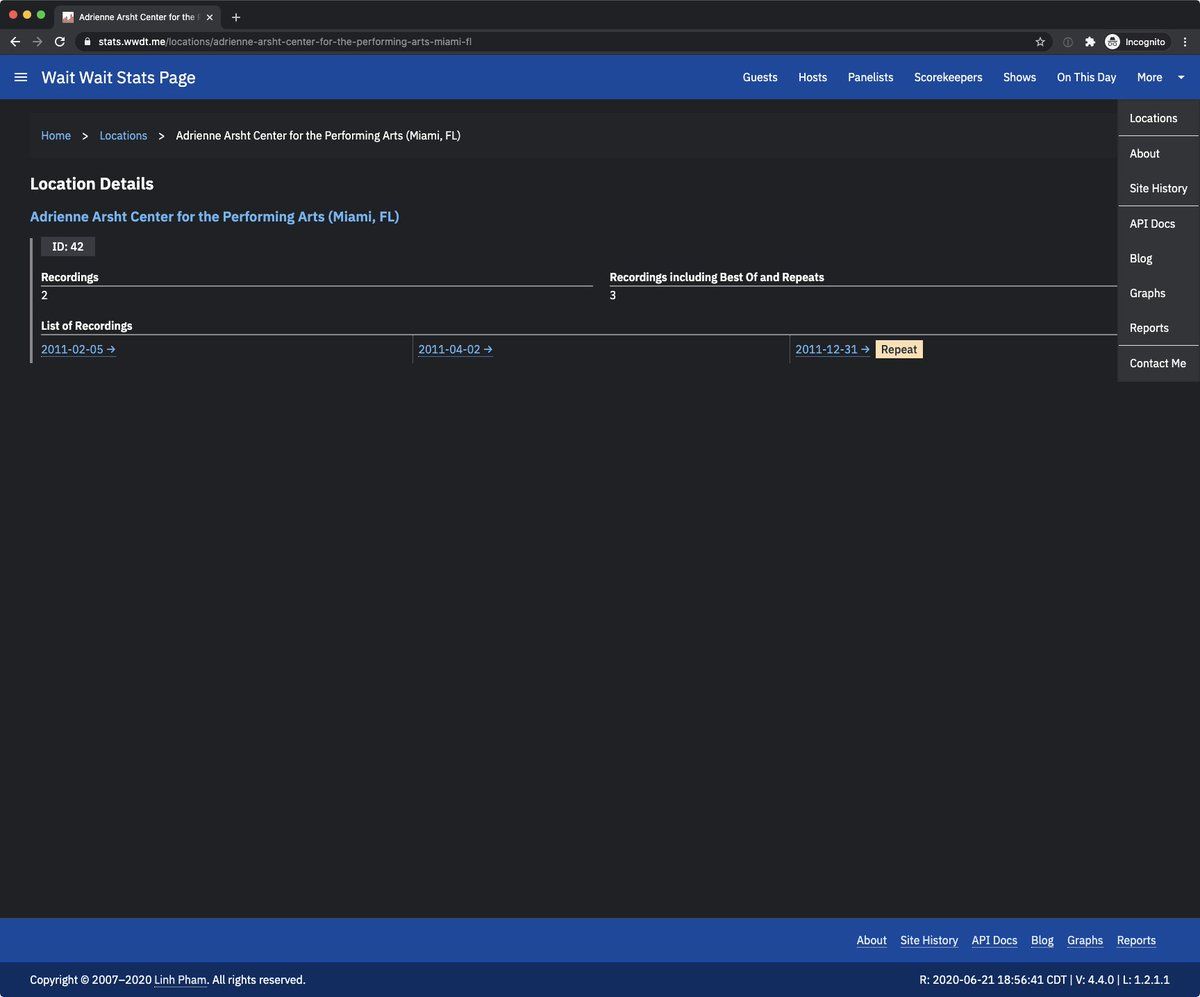 Adrienne Arsht Center for the
stats.wwdt.me/locations/adrienne-arsht-center-for-the-performing-arts-miami-fl
Incognito
Wait Wait Stats Page
Guests Hosts Panelists Scorekeepers Shows On This Day More
Locations
About
Site History
API Docs
Blog
Graphs
Reports
Contact Me
Home > Locations > Adrienne Arsht Center for the Performing Arts (Miami, FL)
Location Details
Adrienne Arsht Center for the Performing Arts (Miami, FL)
ID: 42
Recordings Recordings including Best Of and Repeats
2 3
List of Recordings
2011-02-05 → 2011-04-02 → 2011-12-31 → Repeat
About Site History API Docs Blog Graphs Reports
Copyright © 2007–2020 Linh Pham. All rights reserved. R: 2020-06-21 18:56:41 CDT | V: 4.4.0 | L: 1.2.1.1